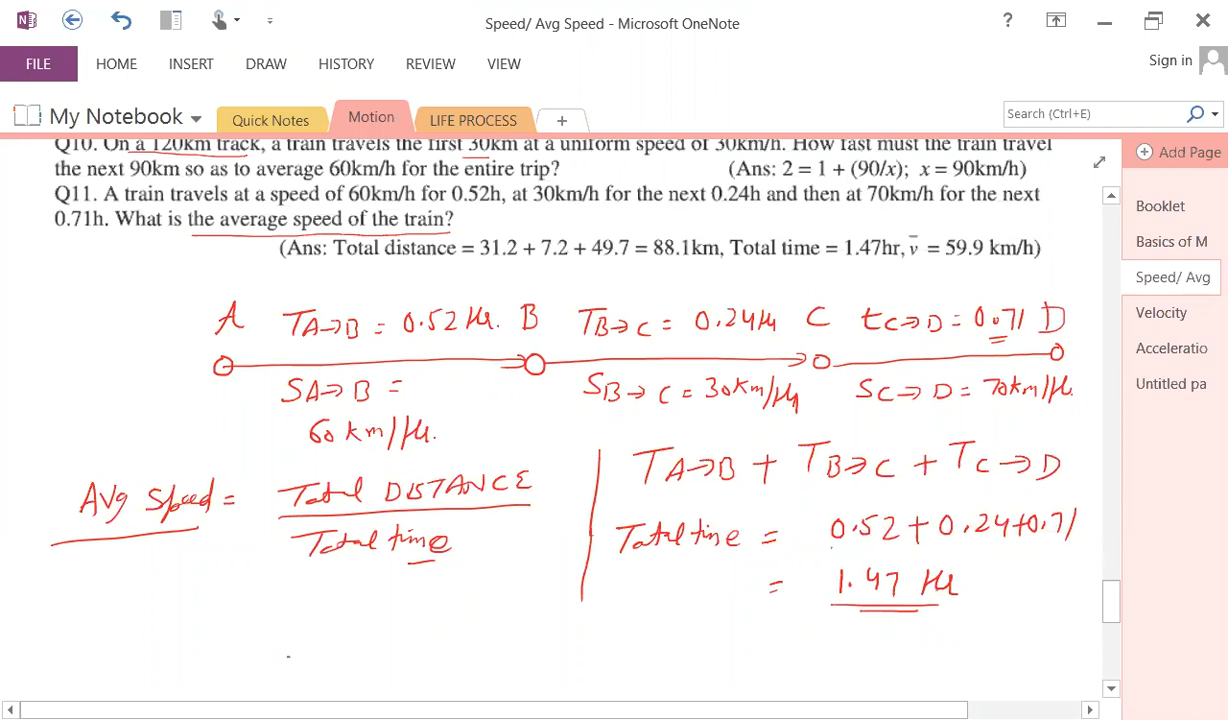 Speed/ Avg Speed - Microsoft OneNote
?
FILE HOME INSERT DRAW HISTORY REVIEW VIEW
Sign in
My Notebook
Quick Notes Motion LIFE PROCESS +
Search (Ctrl+E)
Add Page
Booklet
Basics of M
Speed/ Avg
Velocity
Acceleratio
Untitled pa
Q10. On a 120km track, a train travels the first 30km at a uniform speed of 30km/h. How fast must the train travel
the next 90km so as to average 60km/h for the entire trip? (Ans: 2 = 1 + (90/x); x = 90km/h)
Q11. A train travels at a speed of 60km/h for 0.52h, at 30km/h for the next 0.24h and then at 70km/h for the next
0.71h. What is the average speed of the train?
(Ans: Total distance = 31.2 + 7.2 + 49.7 = 88.1km, Total time = 1.47hr, v̅ = 59.9 km/h)
A TA→B = 0.52 Hr. B TB→C = 0.24Hr C tC→D = 0.71 D
SA→B = SB→C = 30km/Hr SC→D = 70km/Hr.
60 km/Hr.
TA→B + TB→C + TC→D
Avg Speed = Total DISTANCE
Total time
Total time = 0.52 + 0.24 + 0.71
= 1.47 Hr